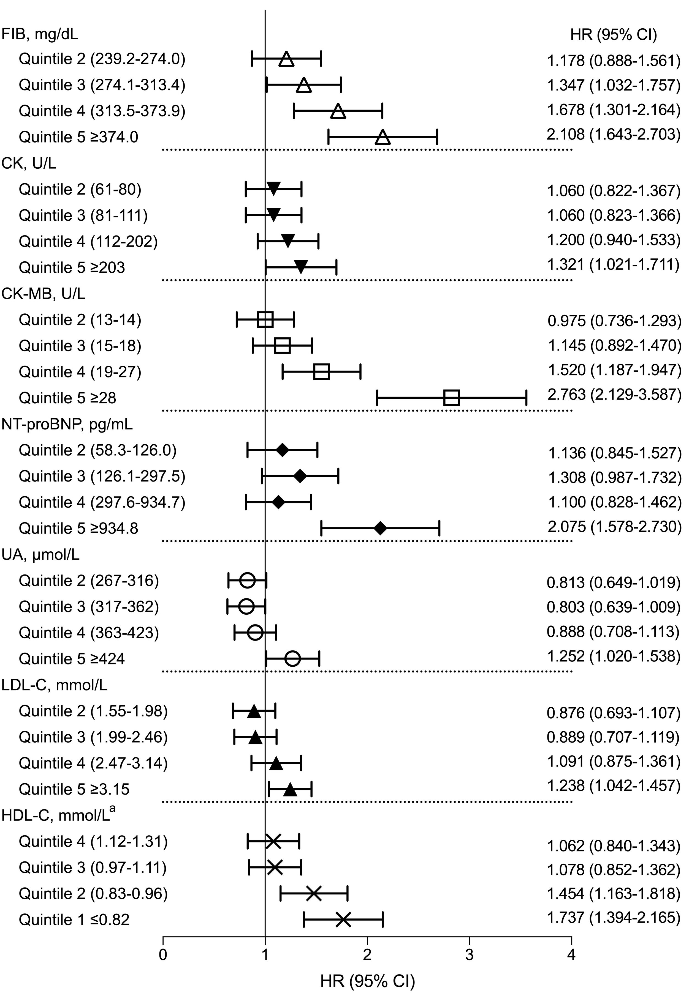 FIB, mg/dL HR (95% CI)
Quintile 2 (239.2-274.0) 1.178 (0.888-1.561)
Quintile 3 (274.1-313.4) 1.347 (1.032-1.757)
Quintile 4 (313.5-373.9) 1.678 (1.301-2.164)
Quintile 5 ≥374.0 2.108 (1.643-2.703)
CK, U/L
Quintile 2 (61-80) 1.060 (0.822-1.367)
Quintile 3 (81-111) 1.060 (0.823-1.366)
Quintile 4 (112-202) 1.200 (0.940-1.533)
Quintile 5 ≥203 1.321 (1.021-1.711)
CK-MB, U/L
Quintile 2 (13-14) 0.975 (0.736-1.293)
Quintile 3 (15-18) 1.145 (0.892-1.470)
Quintile 4 (19-27) 1.520 (1.187-1.947)
Quintile 5 ≥28 2.763 (2.129-3.587)
NT-proBNP, pg/mL
Quintile 2 (58.3-126.0) 1.136 (0.845-1.527)
Quintile 3 (126.1-297.5) 1.308 (0.987-1.732)
Quintile 4 (297.6-934.7) 1.100 (0.828-1.462)
Quintile 5 ≥934.8 2.075 (1.578-2.730)
UA, µmol/L
Quintile 2 (267-316) 0.813 (0.649-1.019)
Quintile 3 (317-362) 0.803 (0.639-1.009)
Quintile 4 (363-423) 0.888 (0.708-1.113)
Quintile 5 ≥424 1.252 (1.020-1.538)
LDL-C, mmol/L
Quintile 2 (1.55-1.98) 0.876 (0.693-1.107)
Quintile 3 (1.99-2.46) 0.889 (0.707-1.119)
Quintile 4 (2.47-3.14) 1.091 (0.875-1.361)
Quintile 5 ≥3.15 1.238 (1.042-1.457)
HDL-C, mmol/Lᵃ
Quintile 4 (1.12-1.31) 1.062 (0.840-1.343)
Quintile 3 (0.97-1.11) 1.078 (0.852-1.362)
Quintile 2 (0.83-0.96) 1.454 (1.163-1.818)
Quintile 1 ≤0.82 1.737 (1.394-2.165)
0 1 2 3 4
HR (95% CI)